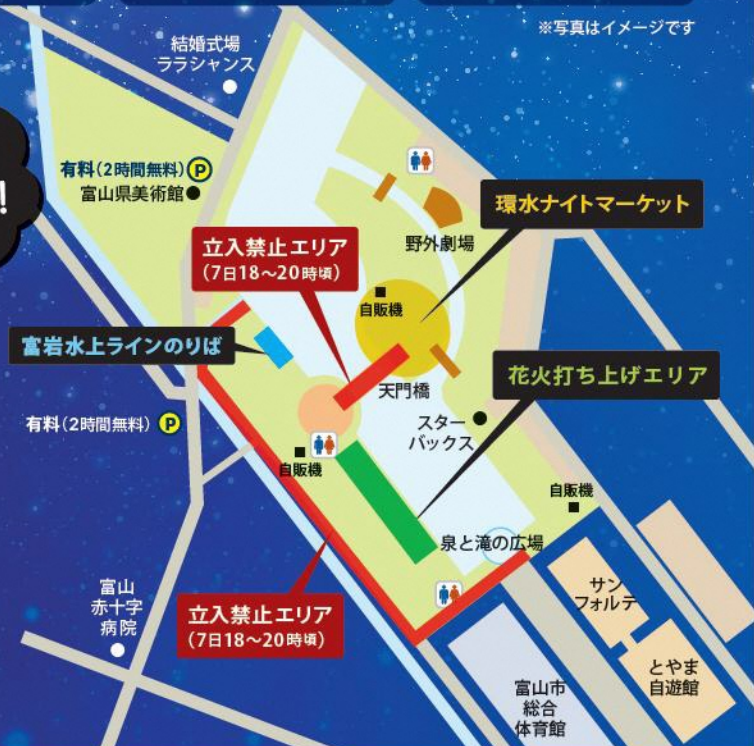 ※写真はイメージです
結婚式場
ララシャンス
有料(2時間無料)P
富山県美術館
!
環水ナイトマーケット
野外劇場
立入禁止エリア
(7日18～20時頃)
自販機
富岩水上ラインのりば
花火打ち上げエリア
天門橋
スター
バックス
有料(2時間無料)P
自販機
自販機
泉と滝の広場
富山
赤十字
病院
立入禁止エリア
(7日18～20時頃)
サン
フォルテ
とやま
自遊館
富山市
総合
体育館